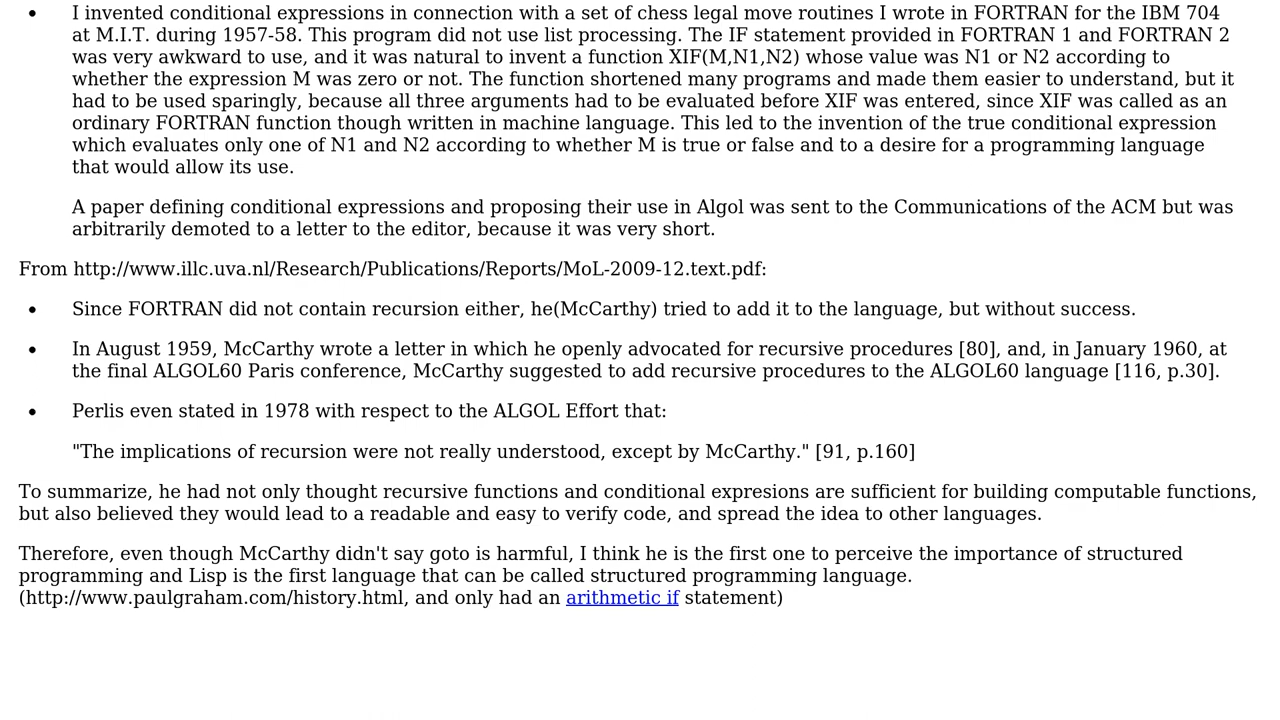 • I invented conditional expressions in connection with a set of chess legal move routines I wrote in FORTRAN for the IBM 704
at M.I.T. during 1957-58. This program did not use list processing. The IF statement provided in FORTRAN 1 and FORTRAN 2
was very awkward to use, and it was natural to invent a function XIF(M,N1,N2) whose value was N1 or N2 according to
whether the expression M was zero or not. The function shortened many programs and made them easier to understand, but it
had to be used sparingly, because all three arguments had to be evaluated before XIF was entered, since XIF was called as an
ordinary FORTRAN function though written in machine language. This led to the invention of the true conditional expression
which evaluates only one of N1 and N2 according to whether M is true or false and to a desire for a programming language
that would allow its use.
A paper defining conditional expressions and proposing their use in Algol was sent to the Communications of the ACM but was
arbitrarily demoted to a letter to the editor, because it was very short.
From http://www.illc.uva.nl/Research/Publications/Reports/MoL-2009-12.text.pdf:
• Since FORTRAN did not contain recursion either, he(McCarthy) tried to add it to the language, but without success.
• In August 1959, McCarthy wrote a letter in which he openly advocated for recursive procedures [80], and, in January 1960, at
the final ALGOL60 Paris conference, McCarthy suggested to add recursive procedures to the ALGOL60 language [116, p.30].
• Perlis even stated in 1978 with respect to the ALGOL Effort that:
"The implications of recursion were not really understood, except by McCarthy." [91, p.160]
To summarize, he had not only thought recursive functions and conditional expresions are sufficient for building computable functions,
but also believed they would lead to a readable and easy to verify code, and spread the idea to other languages.
Therefore, even though McCarthy didn't say goto is harmful, I think he is the first one to perceive the importance of structured
programming and Lisp is the first language that can be called structured programming language.
(http://www.paulgraham.com/history.html, and only had an arithmetic if statement)